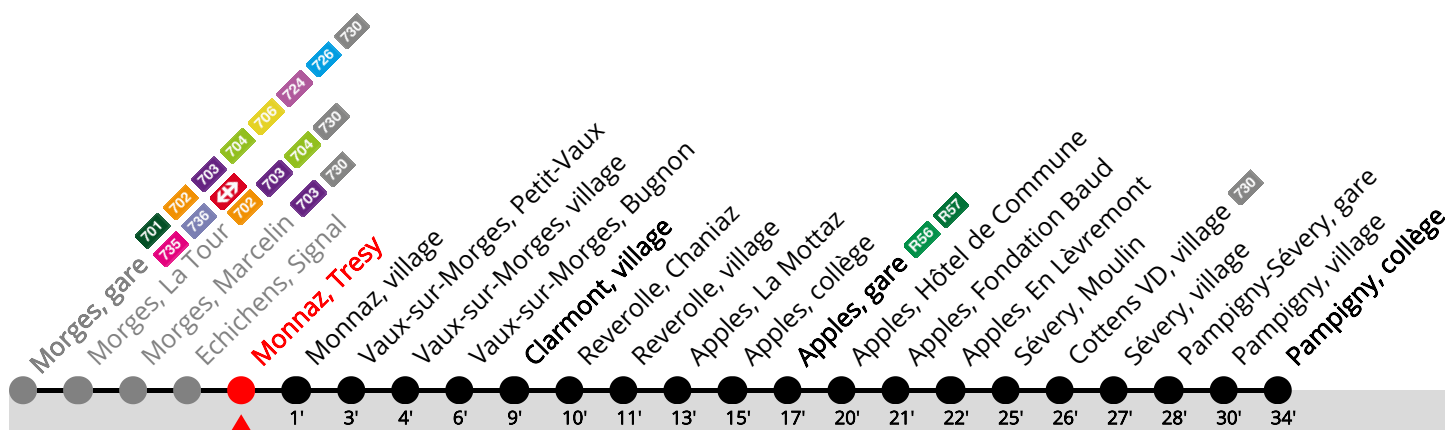 Morges, gare 701 702 703 704 706 724 726 730
735 736
Morges, La Tour 702 703 704 730
Morges, Marcelin 703 730
Echichens, Signal
Monnaz, Tresy
Monnaz, village
Vaux-sur-Morges, Petit-Vaux
Vaux-sur-Morges, village
Vaux-sur-Morges, Bugnon
Clarmont, village
Reverolle, Chaniaz
Reverolle, village
Apples, La Mottaz
Apples, collège
Apples, gare R56 R57
Apples, Hôtel de Commune
Apples, Fondation Baud
Apples, En Lèvremont
Sévery, Moulin
Cottens VD, village 730
Sévery, village
Pampigny-Sévery, gare
Pampigny, village
Pampigny, collège
1' 3' 4' 6' 9' 10' 11' 13' 15' 17' 20' 21' 22' 25' 26' 27' 28' 30' 34'